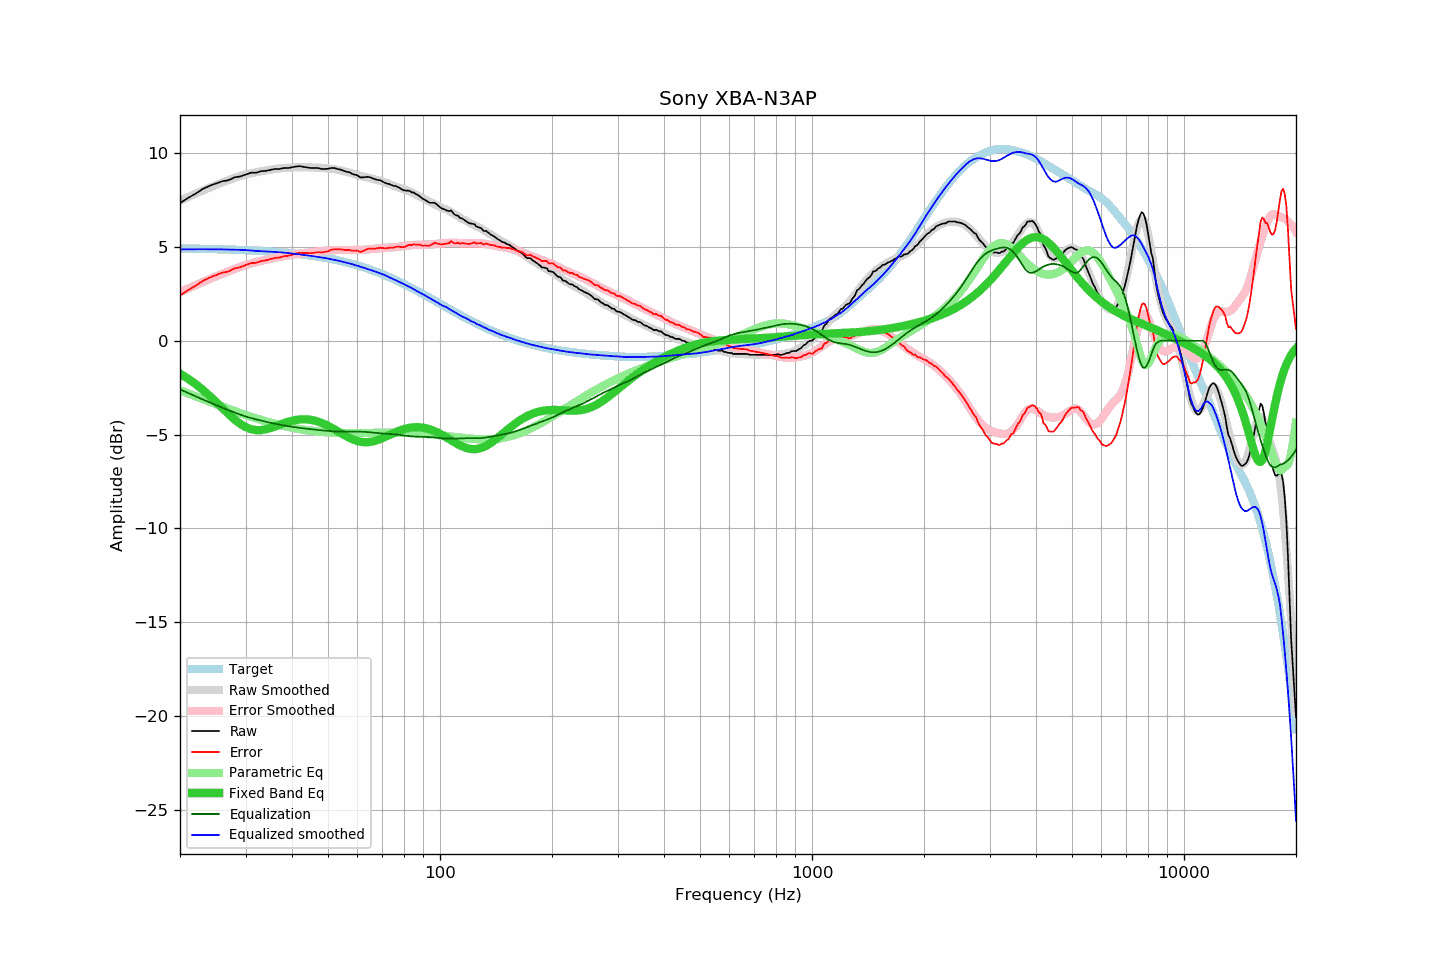 Sony XBA-N3AP
10
5
0
−5
−10
−15
−20
−25
Amplitude (dBr)
Target
Raw Smoothed
Error Smoothed
Raw
Error
Parametric Eq
Fixed Band Eq
Equalization
Equalized smoothed
100
1000
10000
Frequency (Hz)